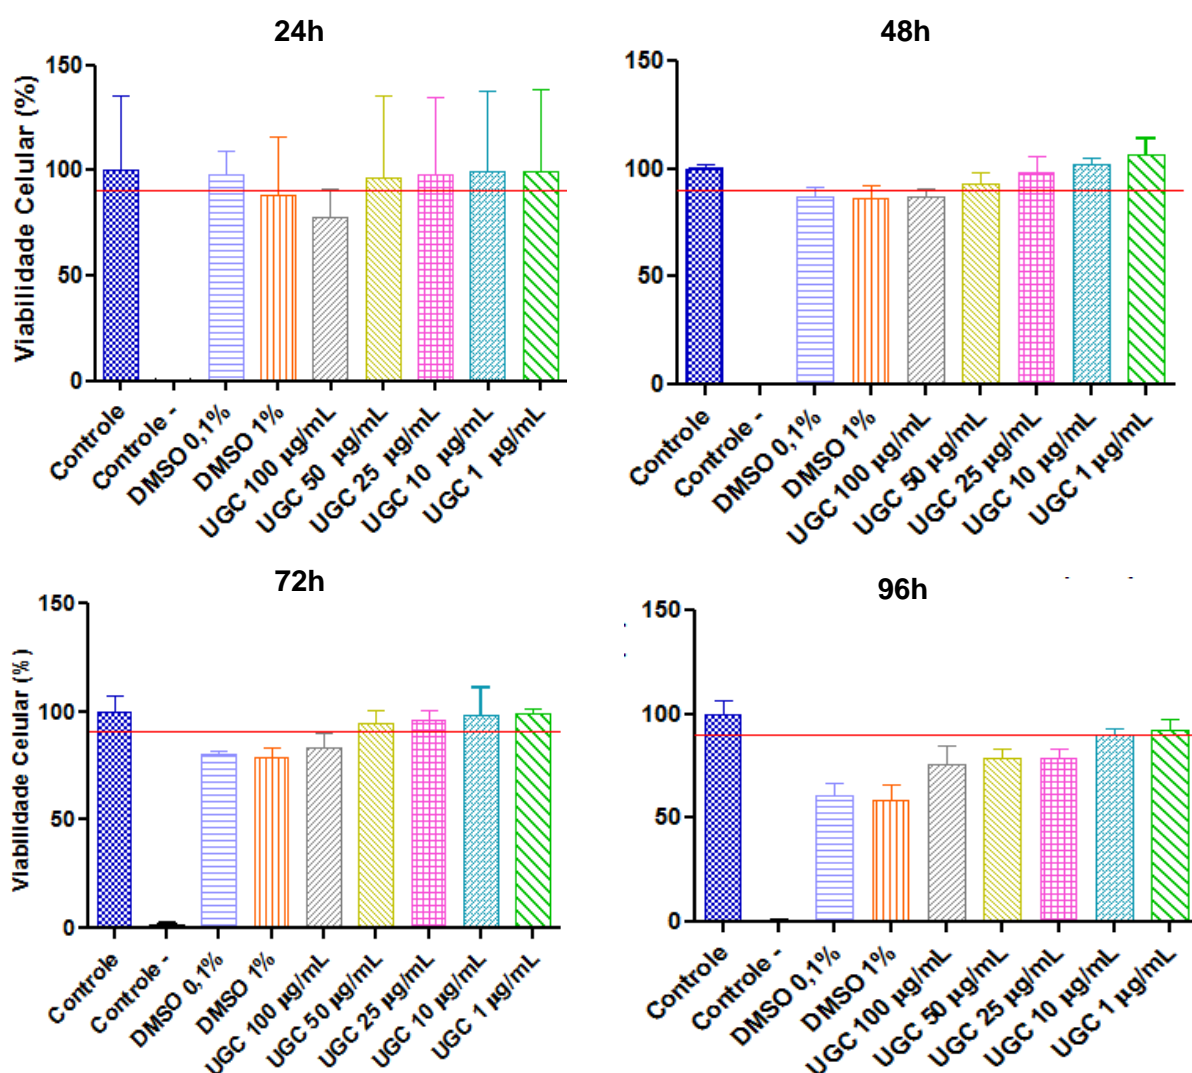 24h
Viabilidade Celular (%)
150
100
50
0
Controle
Controle -
DMSO 0,1%
DMSO 1%
UGC 100 µg/mL
UGC 50 µg/mL
UGC 25 µg/mL
UGC 10 µg/mL
UGC 1 µg/mL
48h
150
100
50
0
Controle
Controle -
DMSO 0,1%
DMSO 1%
UGC 100 µg/mL
UGC 50 µg/mL
UGC 25 µg/mL
UGC 10 µg/mL
UGC 1 µg/mL
72h
Viabilidade Celular (%)
150
100
50
0
Controle
Controle -
DMSO 0,1%
DMSO 1%
UGC 100 µg/mL
UGC 50 µg/mL
UGC 25 µg/mL
UGC 10 µg/mL
UGC 1 µg/mL
96h
150
100
50
0
Controle
Controle -
DMSO 0,1%
DMSO 1%
UGC 100 µg/mL
UGC 50 µg/mL
UGC 25 µg/mL
UGC 10 µg/mL
UGC 1 µg/mL